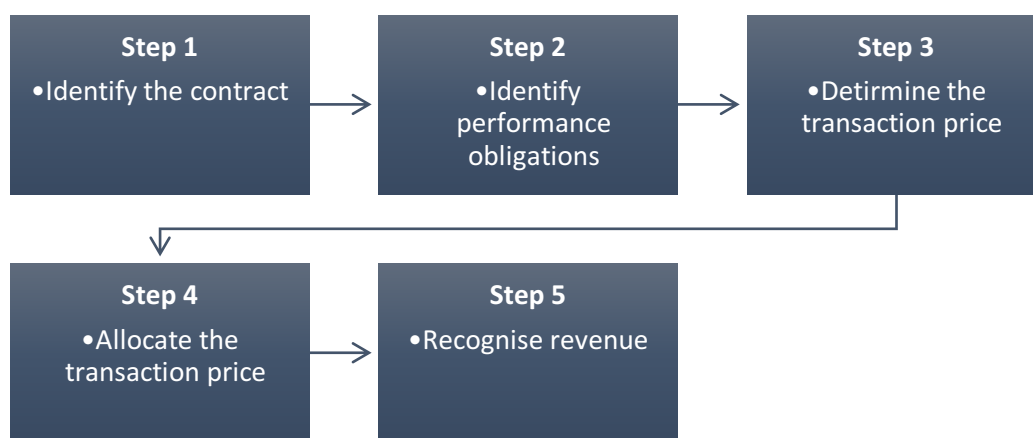 Step 1
•Identify the contract
Step 2
•Identify
performance
obligations
Step 3
•Detirmine the
transaction price
Step 4
•Allocate the
transaction price
Step 5
•Recognise revenue